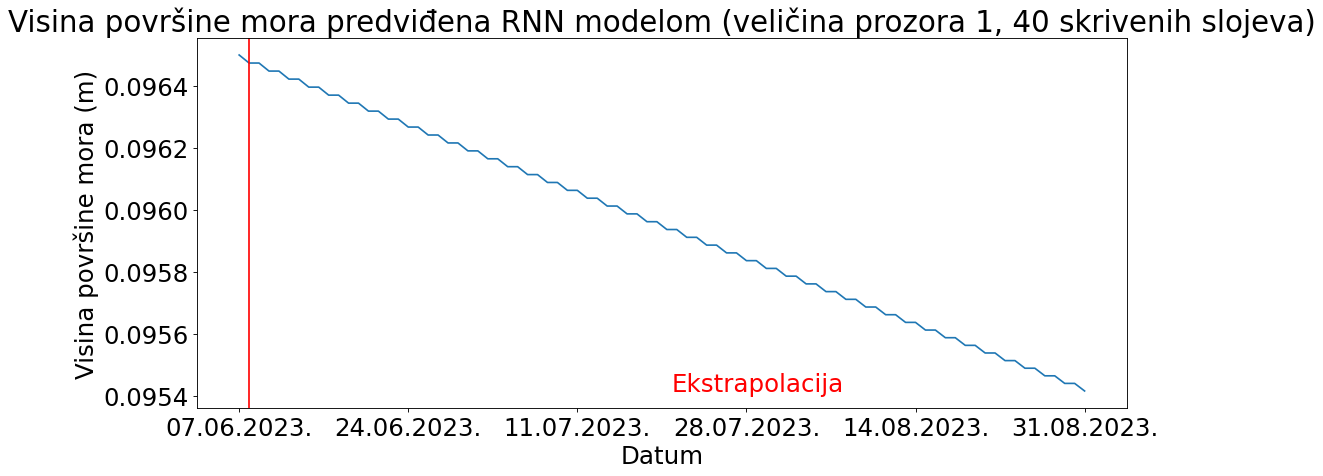 Visina površine mora predviđena RNN modelom (veličina prozora 1, 40 skrivenih slojeva)
Visina površine mora (m)
0.0964
0.0962
0.0960
0.0958
0.0956
0.0954
Ekstrapolacija
07.06.2023. 24.06.2023. 11.07.2023. 28.07.2023. 14.08.2023. 31.08.2023.
Datum